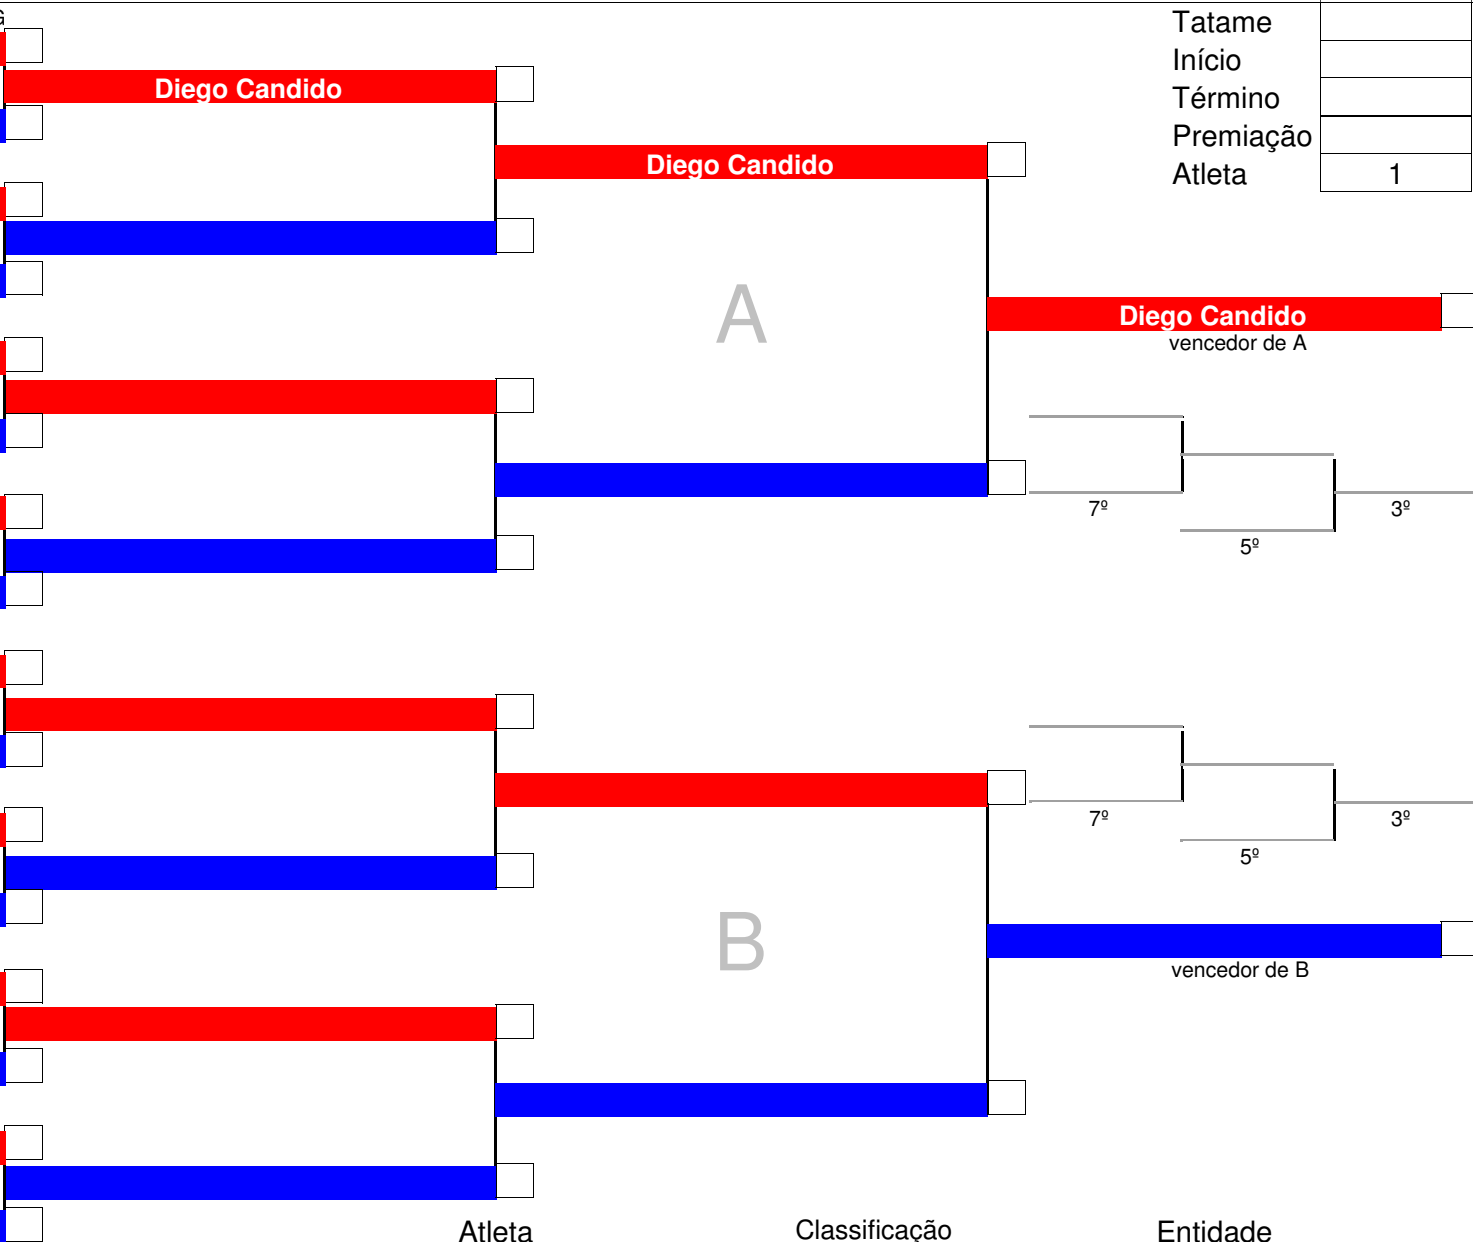 G
Tatame
Início
Diego Candido
Término
Premiação
Diego Candido
Atleta 1
A
Diego Candido
vencedor de A
7º 3º
5º
7º 3º
5º
B
vencedor de B
Atleta Classificação Entidade